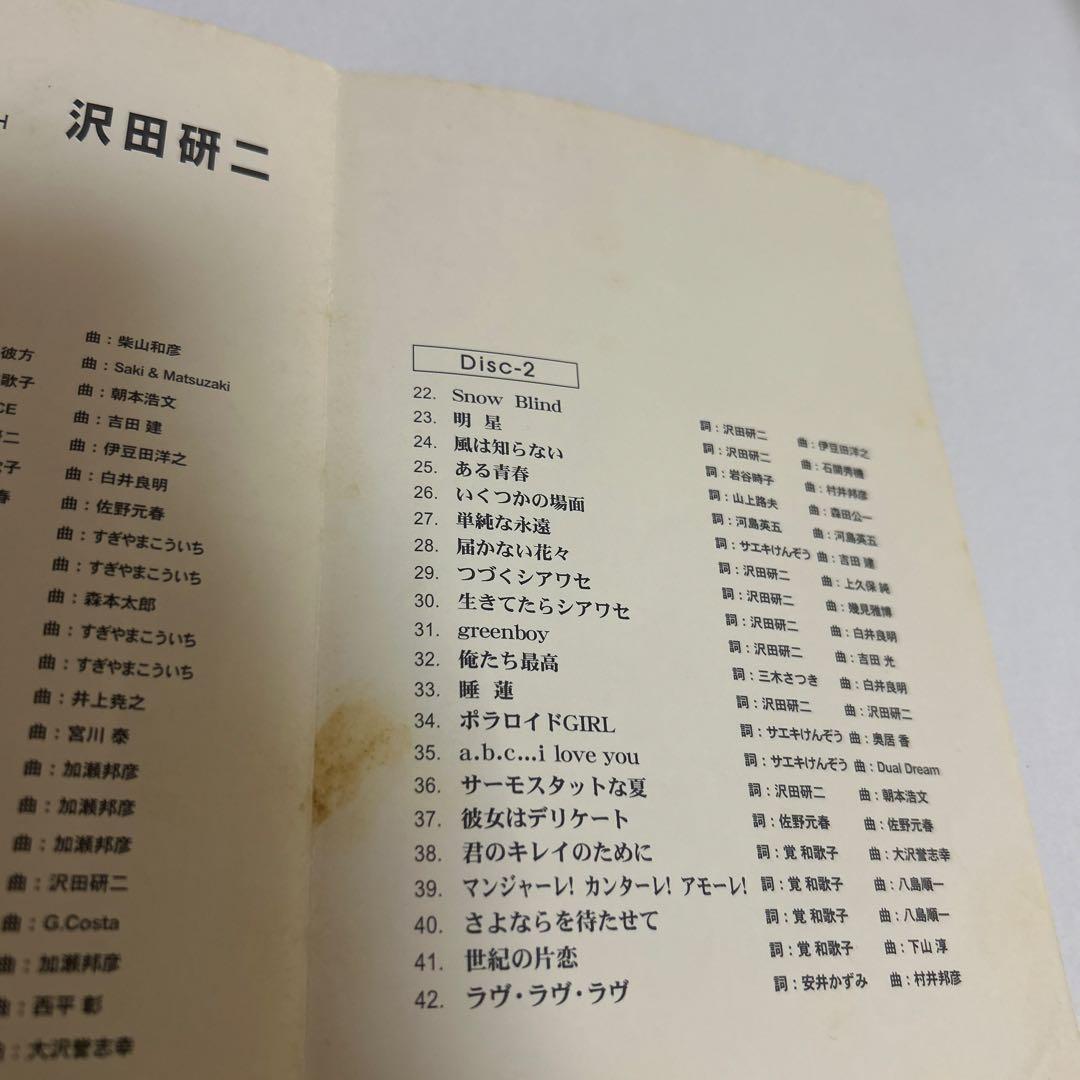 沢田研二
曲：柴山和彦
彼方 曲：Saki & Matsuzaki
歌子 曲：朝本浩文
CE 曲：吉田 建
二 曲：伊豆田洋之
子 曲：白井良明
春 曲：佐野元春
曲：すぎやまこういち
曲：すぎやまこういち
曲：森本太郎
曲：すぎやまこういち
曲：すぎやまこういち
曲：井上尭之
曲：宮川 泰
曲：加瀬邦彦
曲：加瀬邦彦
曲：加瀬邦彦
曲：沢田研二
曲：G.Costa
曲：加瀬邦彦
曲：西平 彰
曲：大沢誉志幸
Disc-2
22. Snow Blind 詞：沢田研二 曲：伊豆田洋之
23. 明 星 詞：沢田研二 曲：石間秀機
24. 風は知らない 詞：岩谷時子 曲：村井邦彦
25. ある青春 詞：山上路夫 曲：森田公一
26. いくつかの場面 詞：河島英五 曲：河島英五
27. 単純な永遠 詞：サエキけんぞう 曲：吉田 建
28. 届かない花々 詞：沢田研二 曲：上久保 純
29. つづくシアワセ 詞：沢田研二 曲：幾見雅博
30. 生きてたらシアワセ 詞：沢田研二 曲：白井良明
31. greenboy 詞：沢田研二 曲：吉田 光
32. 俺たち最高 詞：三木さつき 曲：白井良明
33. 睡 蓮 詞：沢田研二 曲：沢田研二
34. ポラロイドGIRL 詞：サエキけんぞう 曲：奥居 香
35. a.b.c...i love you 詞：サエキけんぞう 曲：Dual Dream
36. サーモスタットな夏 詞：沢田研二 曲：朝本浩文
37. 彼女はデリケート 詞：佐野元春 曲：佐野元春
38. 君のキレイのために 詞：覚 和歌子 曲：大沢誉志幸
39. マンジャーレ! カンターレ! アモーレ! 詞：覚 和歌子 曲：八島順一
40. さよならを待たせて 詞：覚 和歌子 曲：八島順一
41. 世紀の片恋 詞：覚 和歌子 曲：下山 淳
42. ラヴ・ラヴ・ラヴ 詞：安井かずみ 曲：村井邦彦